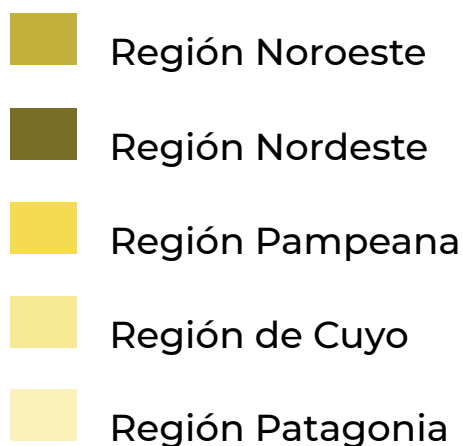 Región Noroeste
Región Nordeste
Región Pampeana
Región de Cuyo
Región Patagonia